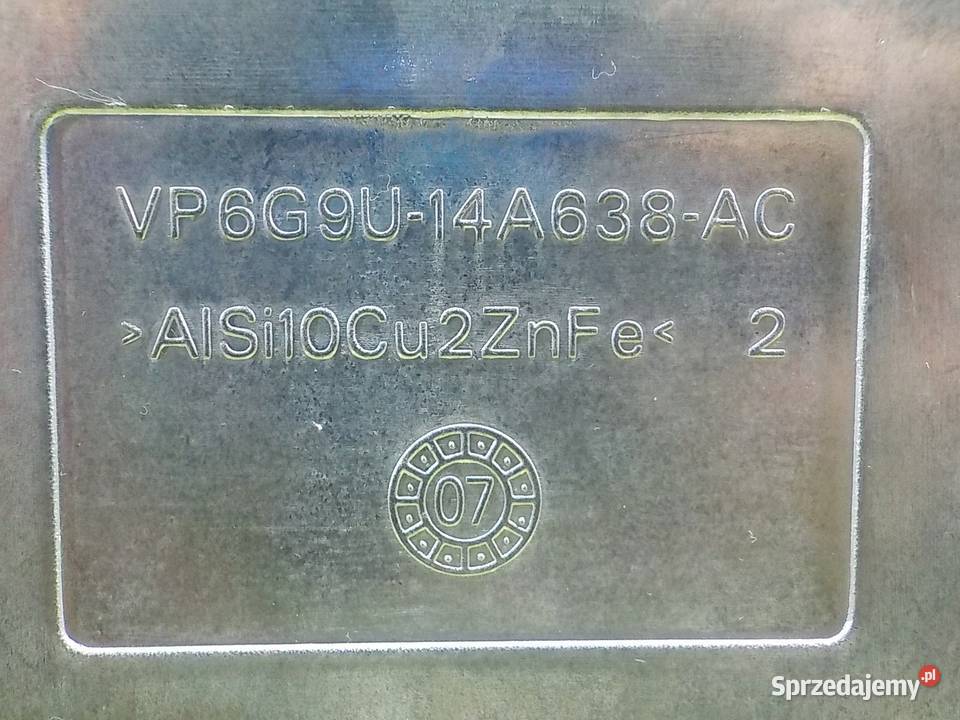 VP6G9U-14A638-AC
>AlSi10Cu2ZnFe< 2
07
Sprzedajemy.pl